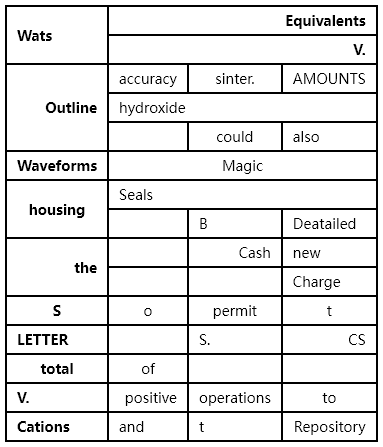 Wats Equivalents
V.
Outline accuracy sinter. AMOUNTS
hydroxide
could also
Waveforms Magic
housing Seals
B Deatailed
the Cash new
Charge
S o permit t
LETTER S. CS
total of
V. positive operations to
Cations and t Repository